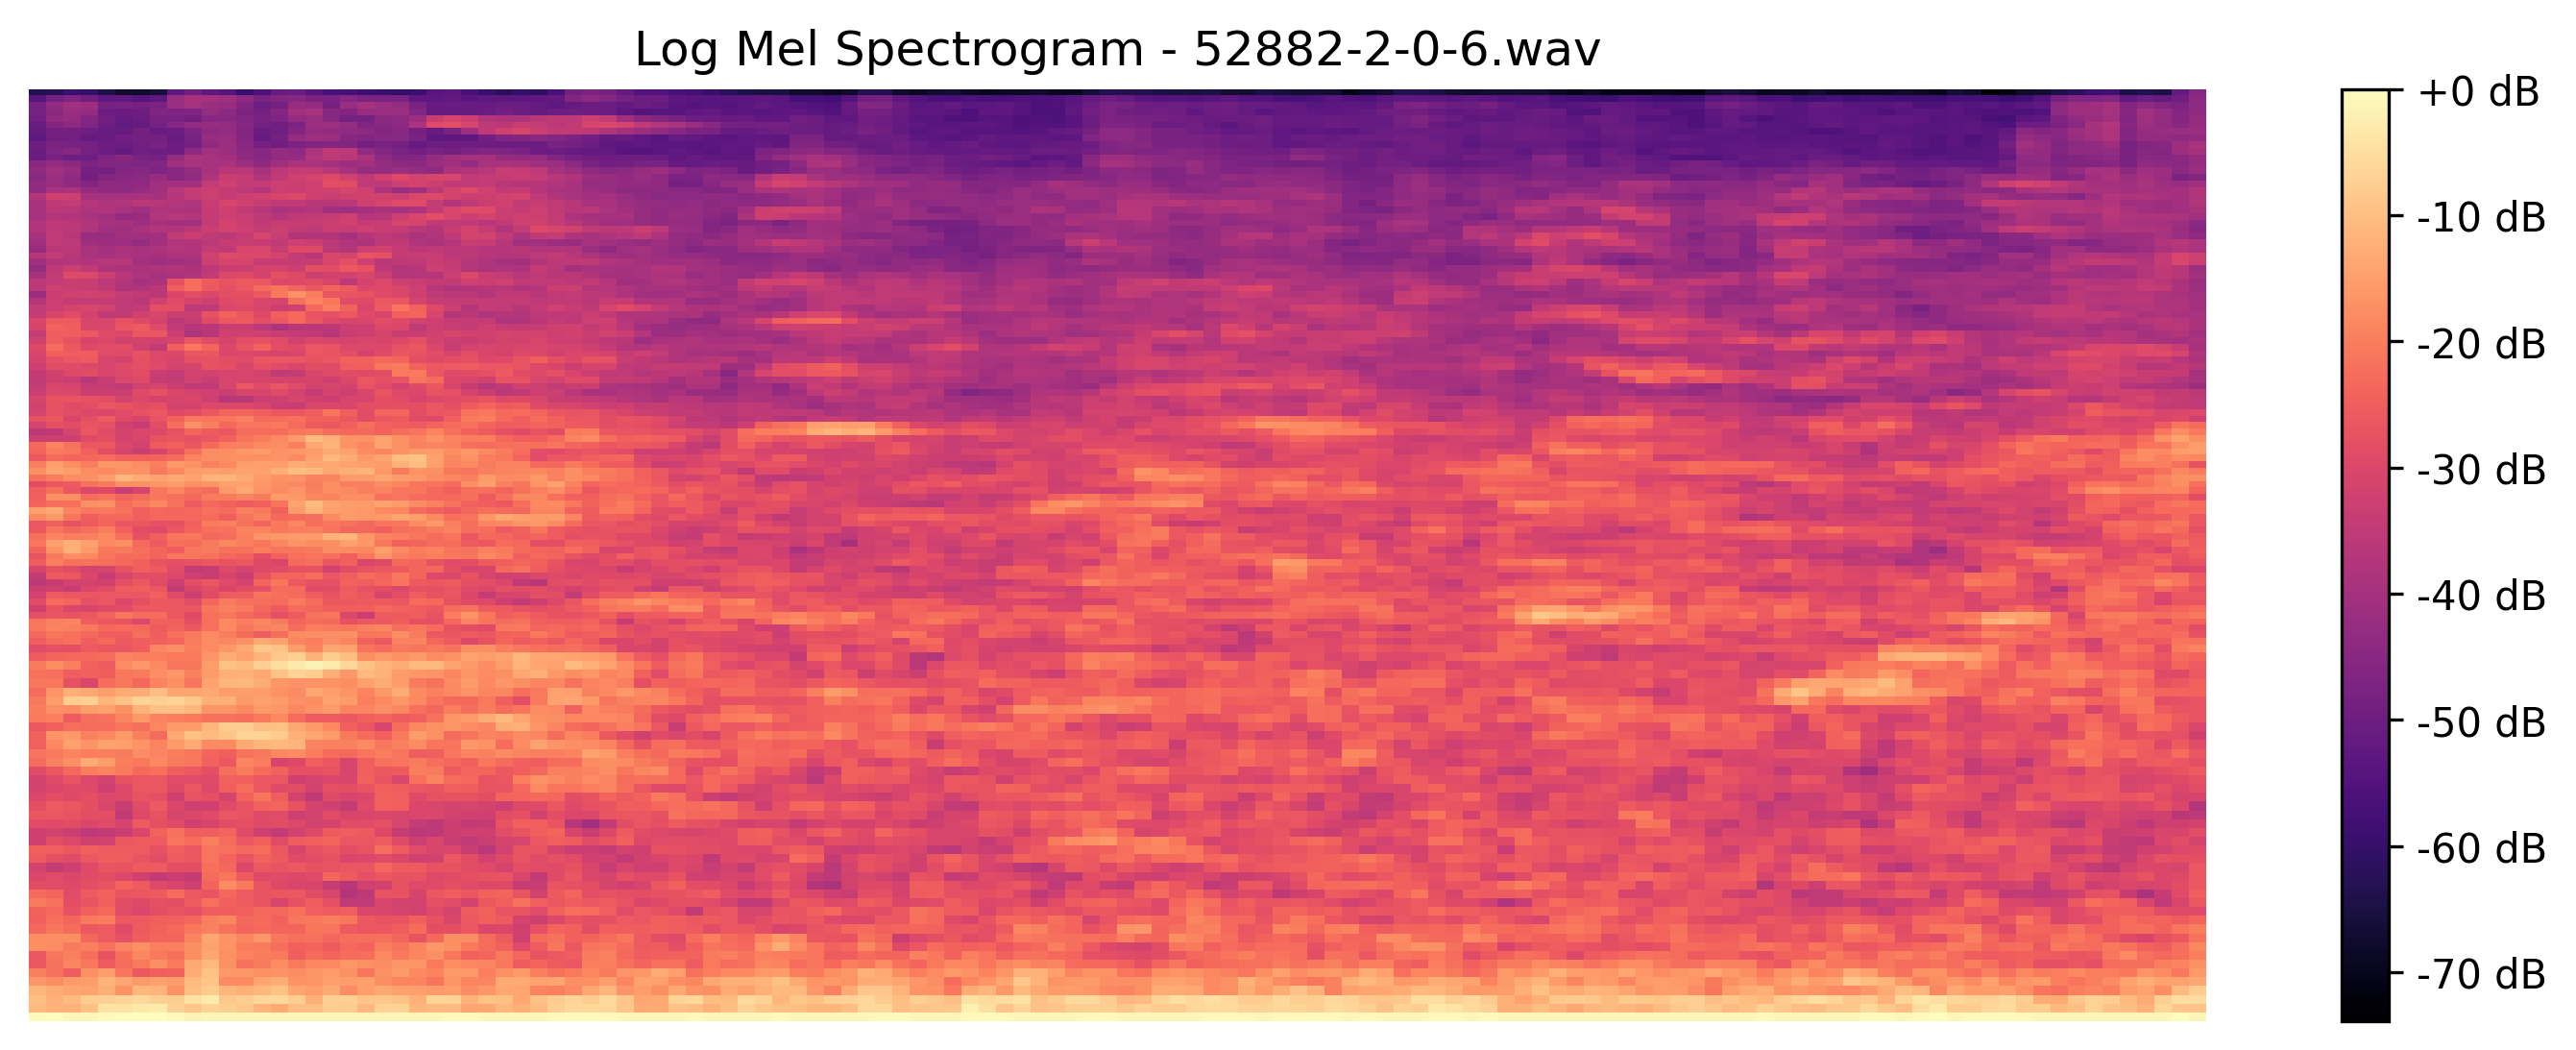 Log Mel Spectrogram - 52882-2-0-6.wav
+0 dB
-10 dB
-20 dB
-30 dB
-40 dB
-50 dB
-60 dB
-70 dB